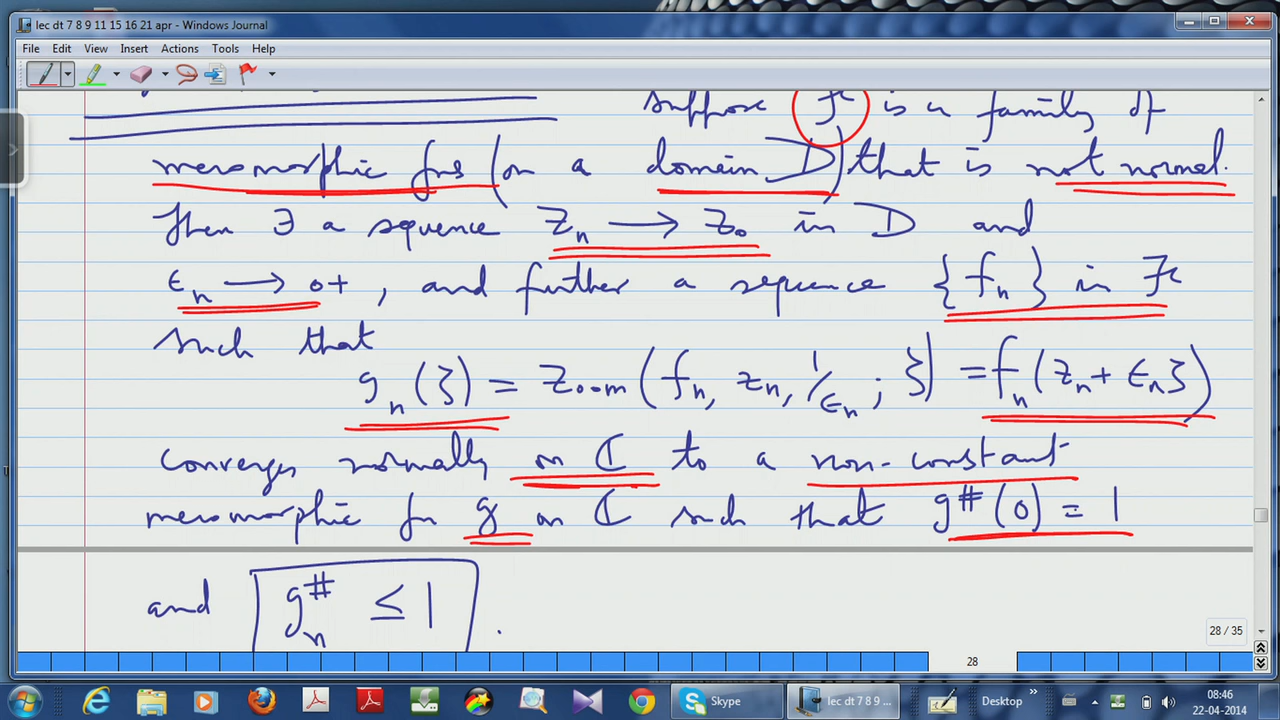 lec dt 7 8 9 11 15 16 21 apr - Windows Journal
File Edit View Insert Actions Tools Help
Suppose ℱ is a family of
meromorphic fns (on a domain D) that is not normal.
Then ∃ a sequence Zn → Z0 in D and
ϵn → 0+, and further a sequence {fn} in ℱ
such that
gn(ζ) = Zoom(fn, zn, 1/ϵn; ζ) = fn(zn + ϵnζ)
converges normally on ℂ to a non-constant
meromorphic fn g on ℂ such that g#(0) = 1
and gn# ≤ 1.
28 / 35
28
Skype
lec dt 7 8 9 ...
Desktop
08:46
22-04-2014